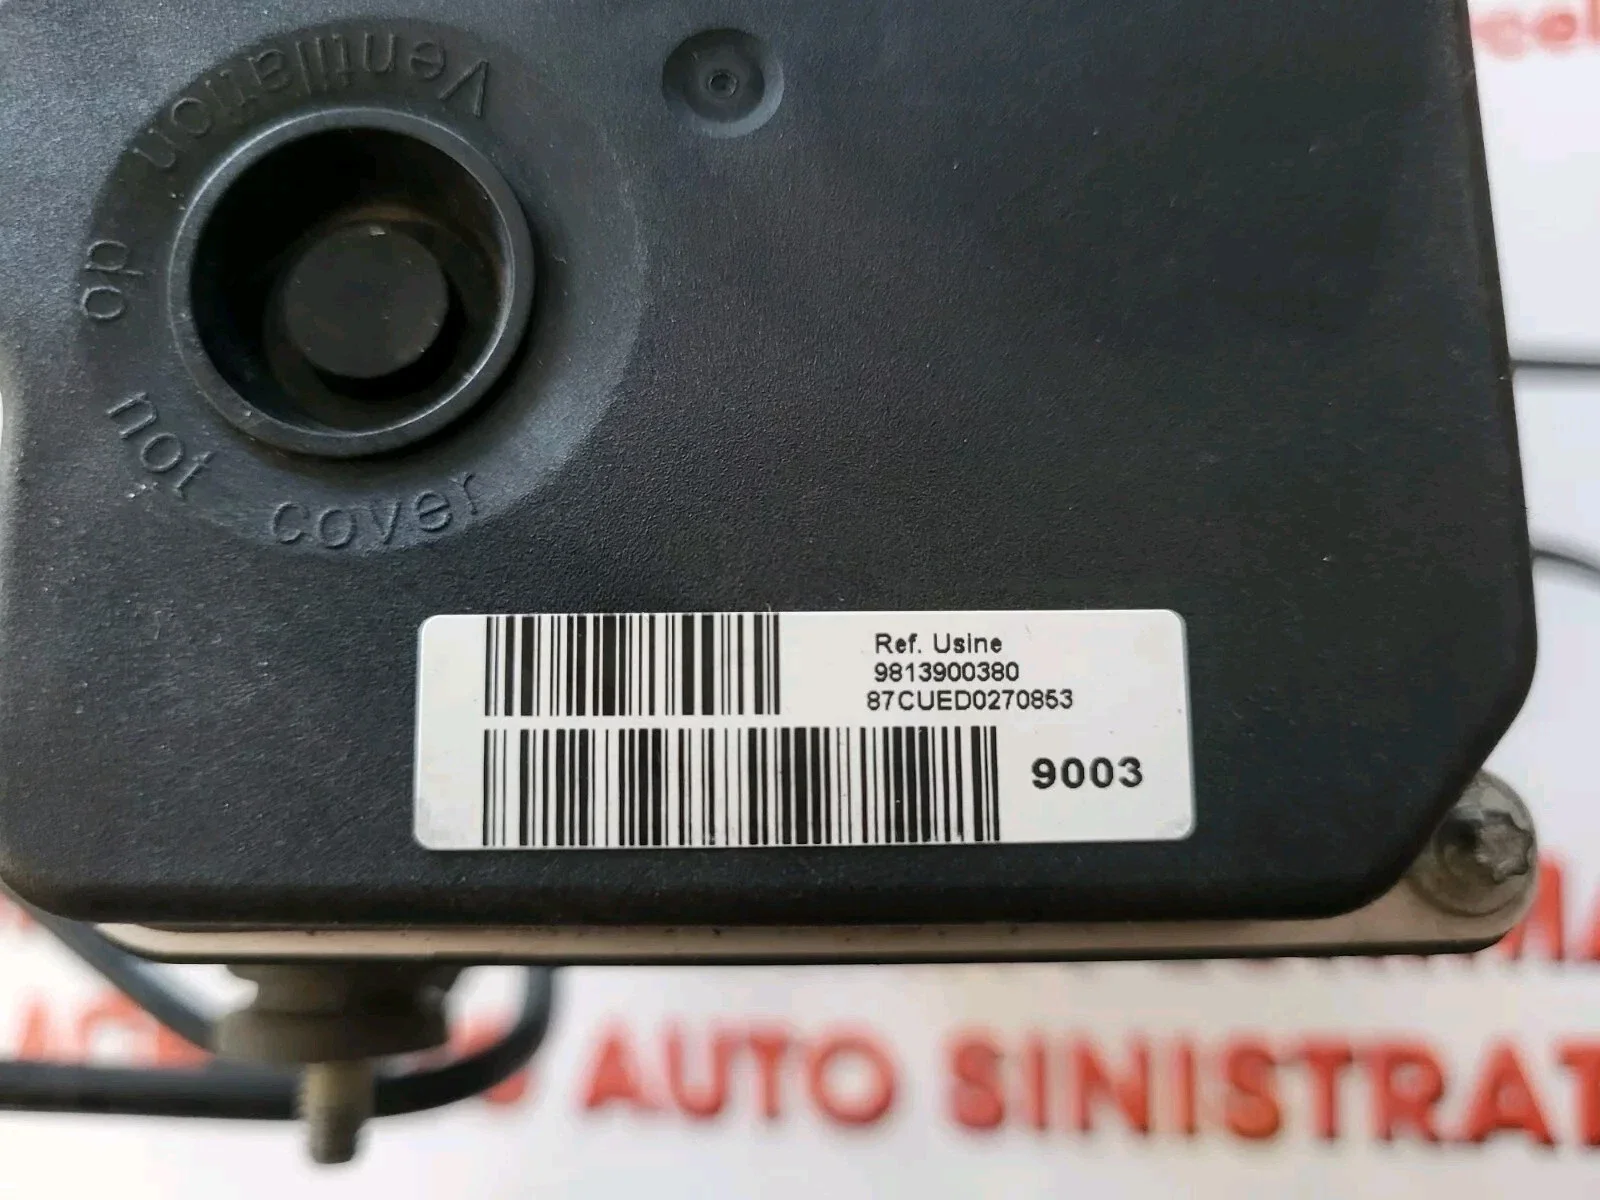 Ventilation do not cover
Ref. Usine
9813900380
87CUED0270853
9003
AUTO SINISTRAT